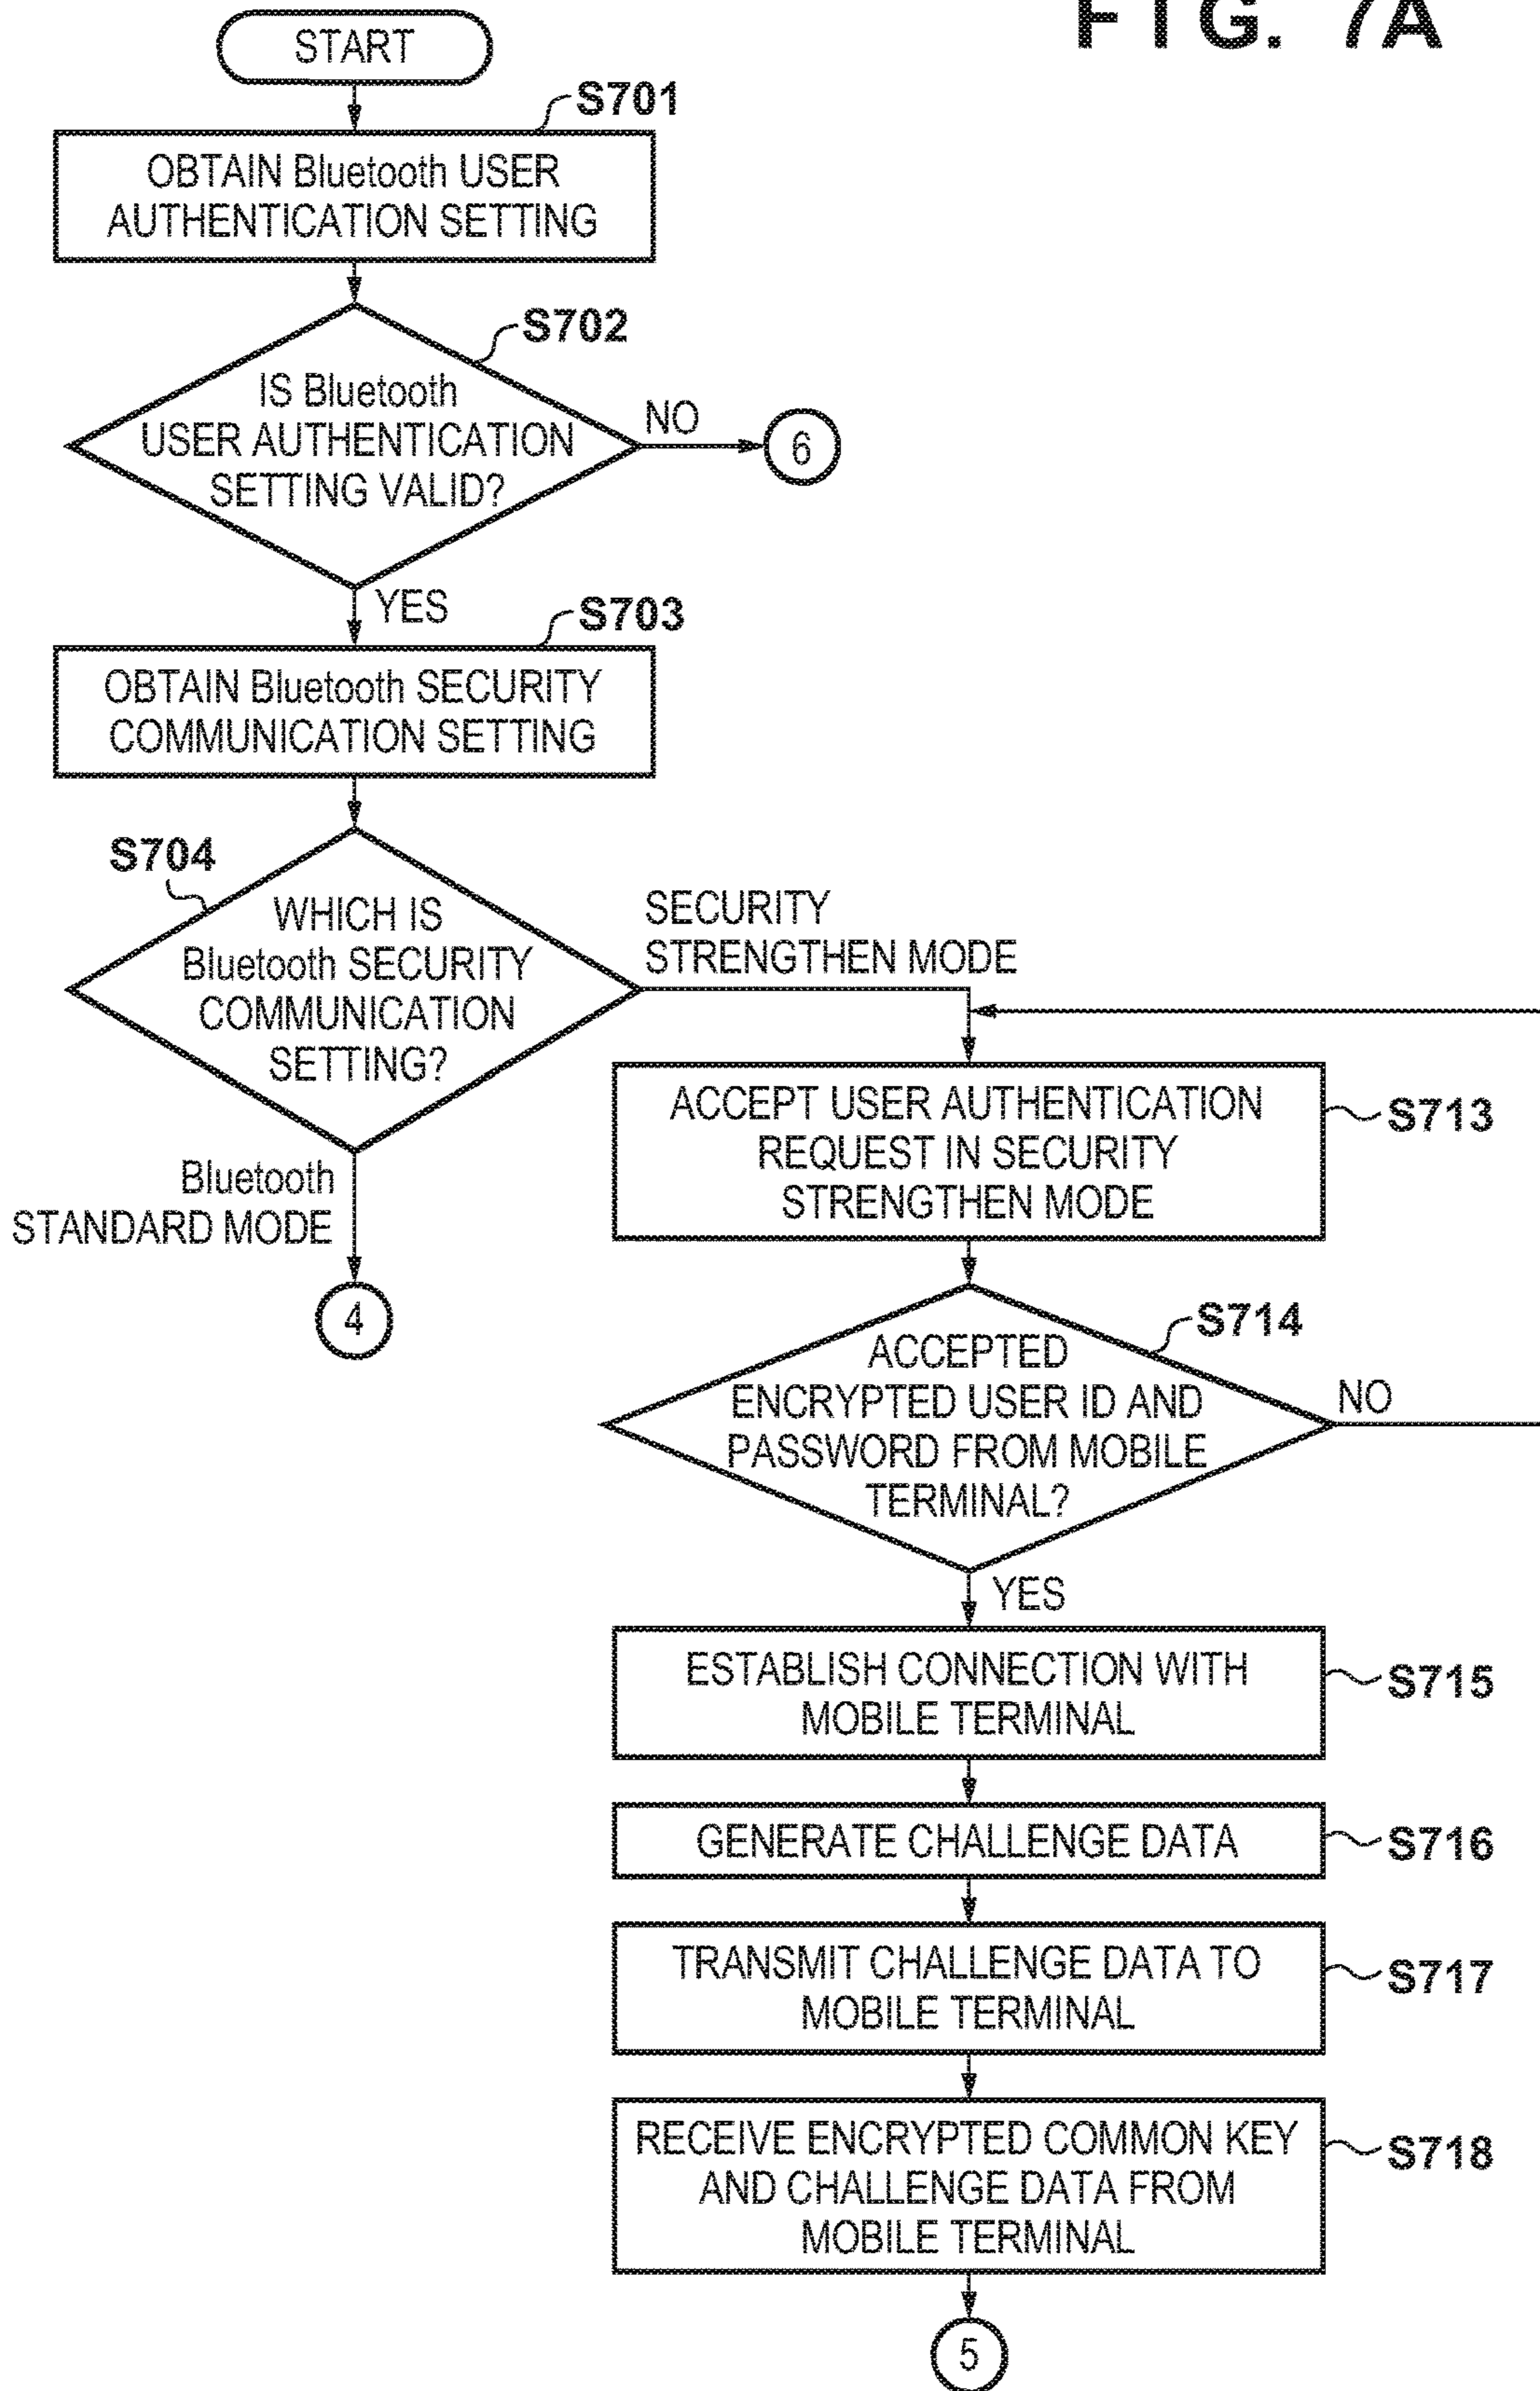 FIG. 7A
START
S701
OBTAIN Bluetooth USER
AUTHENTICATION SETTING
S702
IS Bluetooth
USER AUTHENTICATION
SETTING VALID?
NO
6
YES
S703
OBTAIN Bluetooth SECURITY
COMMUNICATION SETTING
S704
WHICH IS
Bluetooth SECURITY
COMMUNICATION
SETTING?
SECURITY
STRENGTHEN MODE
Bluetooth
STANDARD MODE
4
ACCEPT USER AUTHENTICATION
REQUEST IN SECURITY
STRENGTHEN MODE
S713
S714
ACCEPTED
ENCRYPTED USER ID AND
PASSWORD FROM MOBILE
TERMINAL?
NO
YES
ESTABLISH CONNECTION WITH
MOBILE TERMINAL
S715
GENERATE CHALLENGE DATA
S716
TRANSMIT CHALLENGE DATA TO
MOBILE TERMINAL
S717
RECEIVE ENCRYPTED COMMON KEY
AND CHALLENGE DATA FROM
MOBILE TERMINAL
S718
5